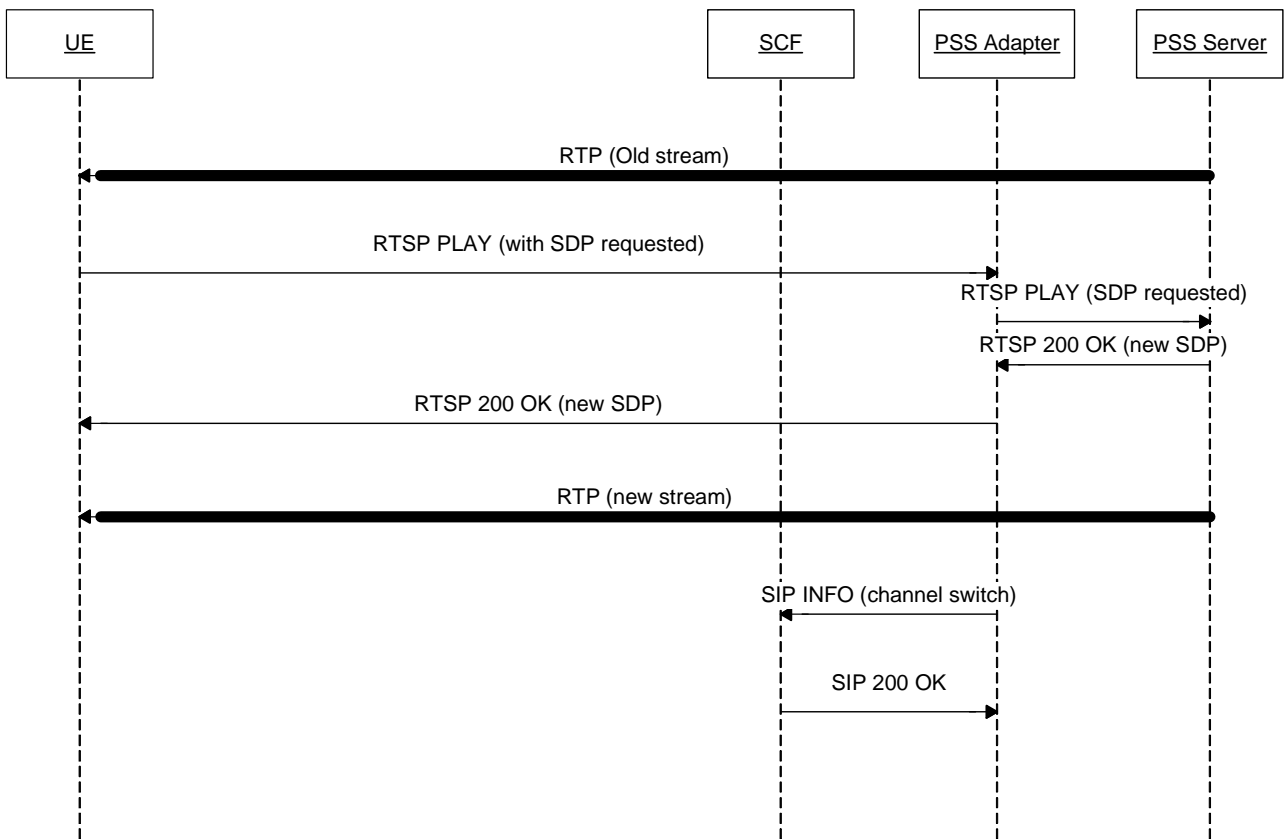 UE
SCF
PSS Adapter
PSS Server
RTP (Old stream)
RTSP PLAY (with SDP requested)
RTSP PLAY (SDP requested)
RTSP 200 OK (new SDP)
RTSP 200 OK (new SDP)
RTP (new stream)
SIP INFO (channel switch)
SIP 200 OK